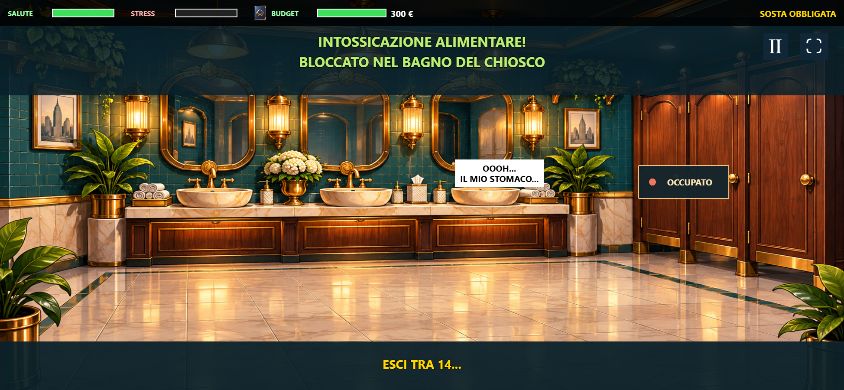 SALUTE
STRESS
BUDGET
300 €
SOSTA OBBLIGATA
INTOSSICAZIONE ALIMENTARE!
BLOCCATO NEL BAGNO DEL CHIOSCO
OOOH...
IL MIO STOMACO...
OCCUPATO
ESCI TRA 14...